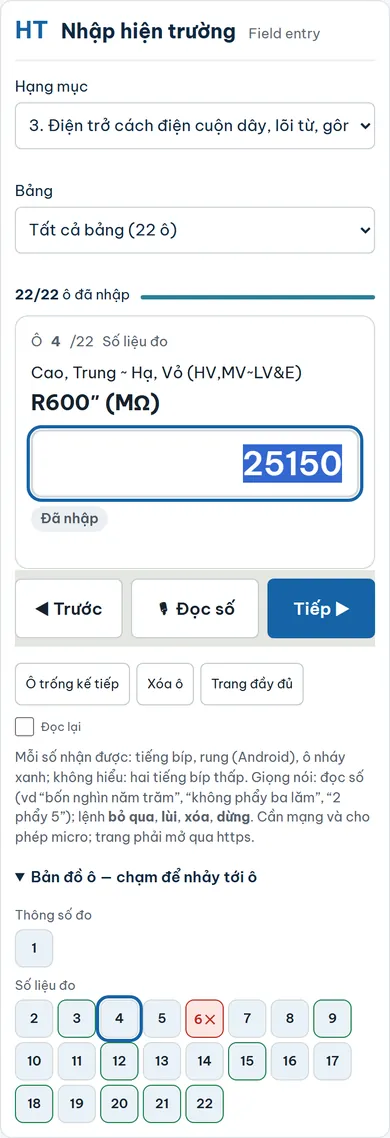 HT Nhập hiện trường Field entry
Hạng mục
3. Điện trở cách điện cuộn dây, lõi từ, gôr
Bảng
Tất cả bảng (22 ô)
22/22 ô đã nhập
Ô 4 /22 Số liệu đo
Cao, Trung ~ Hạ, Vỏ (HV,MV~LV&E)
R600″ (MΩ)
25150
Đã nhập
◀ Trước
🎙 Đọc số
Tiếp ▶
Ô trống kế tiếp
Xóa ô
Trang đầy đủ
Đọc lại
Mỗi số nhận được: tiếng bíp, rung (Android), ô nháy
xanh; không hiểu: hai tiếng bíp thấp. Giọng nói: đọc số
(vd “bốn nghìn năm trăm”, “không phẩy ba lăm”, “2
phẩy 5”); lệnh bỏ qua, lùi, xóa, dừng. Cần mạng và cho
phép micro; trang phải mở qua https.
▼ Bản đồ ô — chạm để nhảy tới ô
Thông số đo
1
Số liệu đo
2 3 4 5 6✕ 7 8 9
10 11 12 13 14 15 16 17
18 19 20 21 22